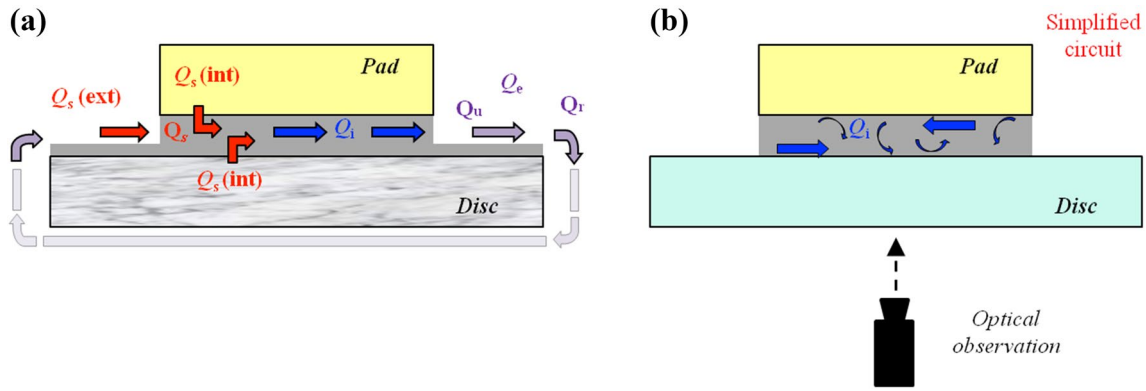 (a)
Pad
Qs (int)
Qs (ext)
Qs
Qi
Qu
Qe
Qr
Qs (int)
Disc
(b)
Simplified
circuit
Pad
Qi
Disc
Optical
observation